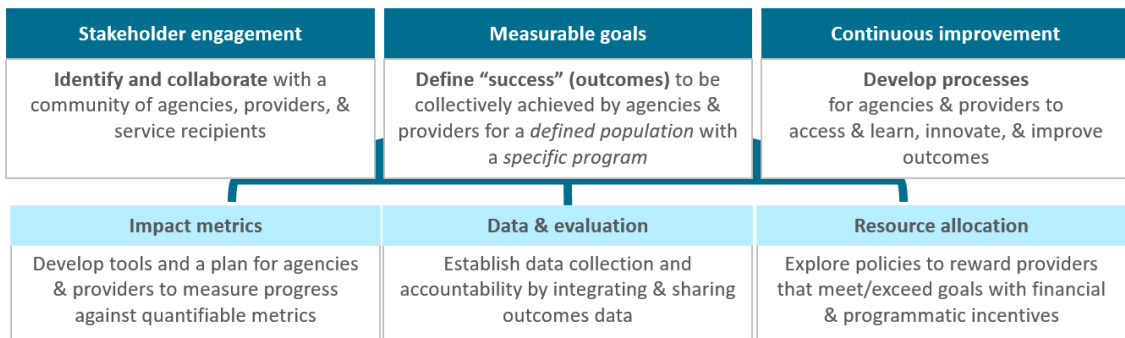 Stakeholder engagement
Identify and collaborate with a
community of agencies, providers, &
service recipients
Measurable goals
Define “success” (outcomes) to be
collectively achieved by agencies &
providers for a defined population with
a specific program
Continuous improvement
Develop processes
for agencies & providers to
access & learn, innovate, & improve
outcomes
Impact metrics
Develop tools and a plan for agencies
& providers to measure progress
against quantifiable metrics
Data & evaluation
Establish data collection and
accountability by integrating & sharing
outcomes data
Resource allocation
Explore policies to reward providers
that meet/exceed goals with financial
& programmatic incentives